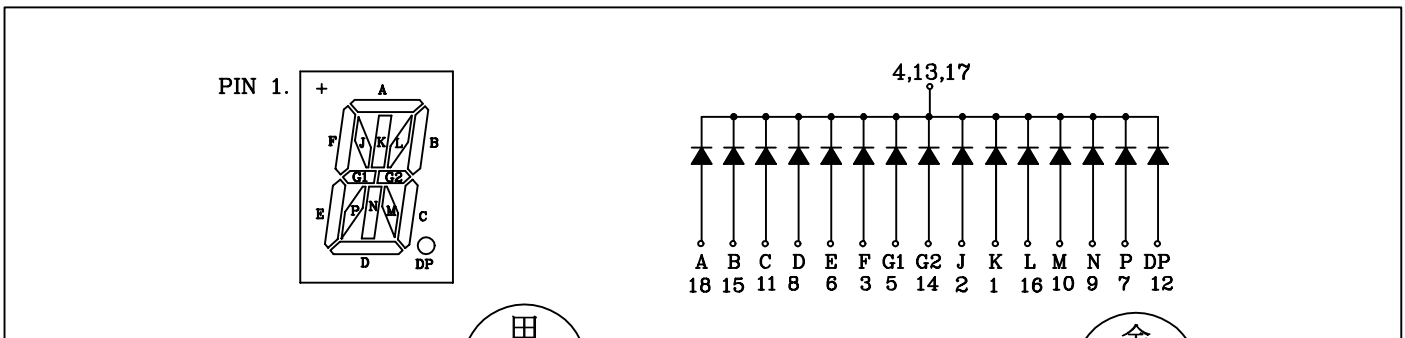 PIN 1.
+
A
F
J
K
L
B
G1
G2
E
P
N
M
C
D
DP
4,13,17
A B C D E F G1 G2 J K L M N P DP
18 15 11 8 6 3 5 14 2 1 16 10 9 7 12